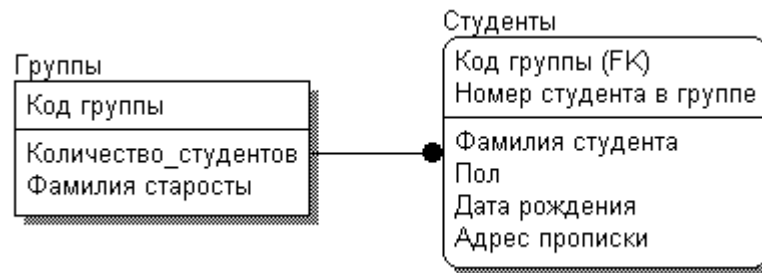 Группы
Код группы
Количество_студентов
Фамилия старосты
Студенты
Код группы (FK)
Номер студента в группе
Фамилия студента
Пол
Дата рождения
Адрес прописки